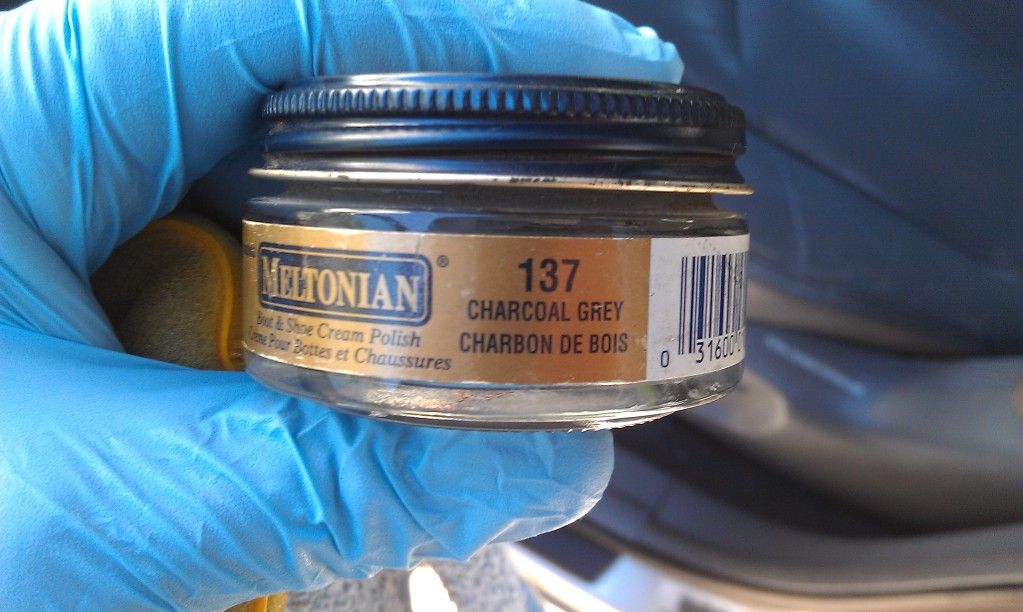 MELTONIAN®
Boot & Shoe Cream Polish
Crème Pour Bottes et Chaussures
137
CHARCOAL GREY
CHARBON DE BOIS
0 31600